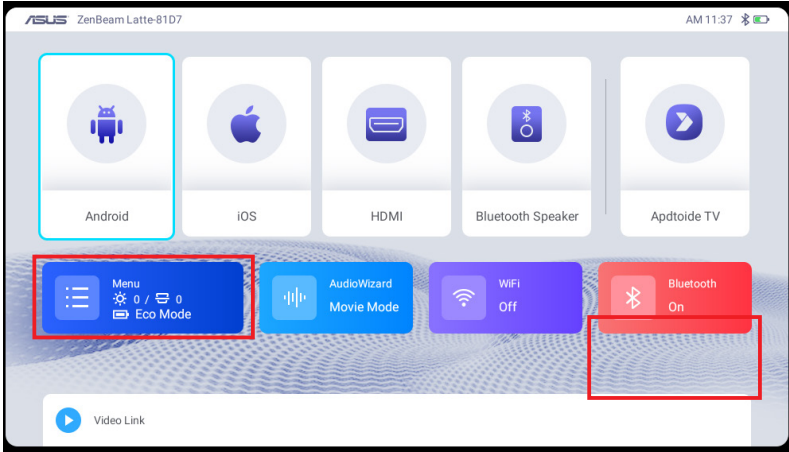 ASUS ZenBeam Latte-81D7 AM 11:37
Android iOS HDMI Bluetooth Speaker Apdtoide TV
Menu
0 / 0
Eco Mode
AudioWizard
Movie Mode
WiFi
Off
Bluetooth
On
Video Link